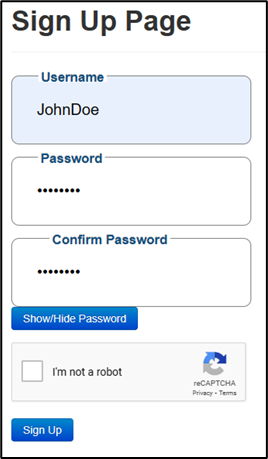 Sign Up Page
Username
JohnDoe
Password
••••••••
Confirm Password
••••••••
Show/Hide Password
I'm not a robot
reCAPTCHA
Privacy - Terms
Sign Up